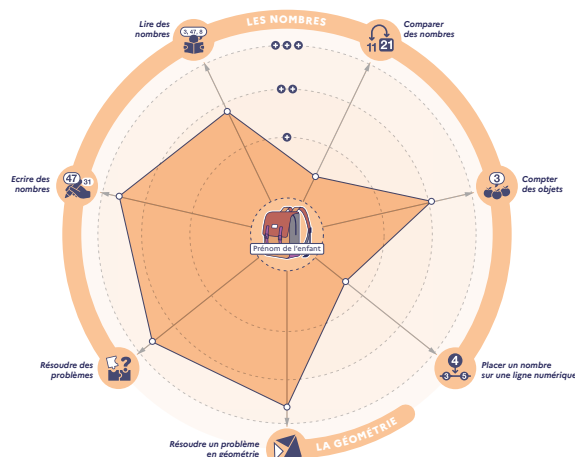 LES NOMBRES
Lire des
nombres
3, 47, 8
Comparer
des nombres
11 21
+++
++
+
Ecrire des
nombres
47 31
3
Compter
des objets
Prénom de l'enfant
Résoudre des
problèmes
?
4
3 5
Placer un nombre
sur une ligne numérique
Résoudre un problème
en géométrie
LA GÉOMÉTRIE